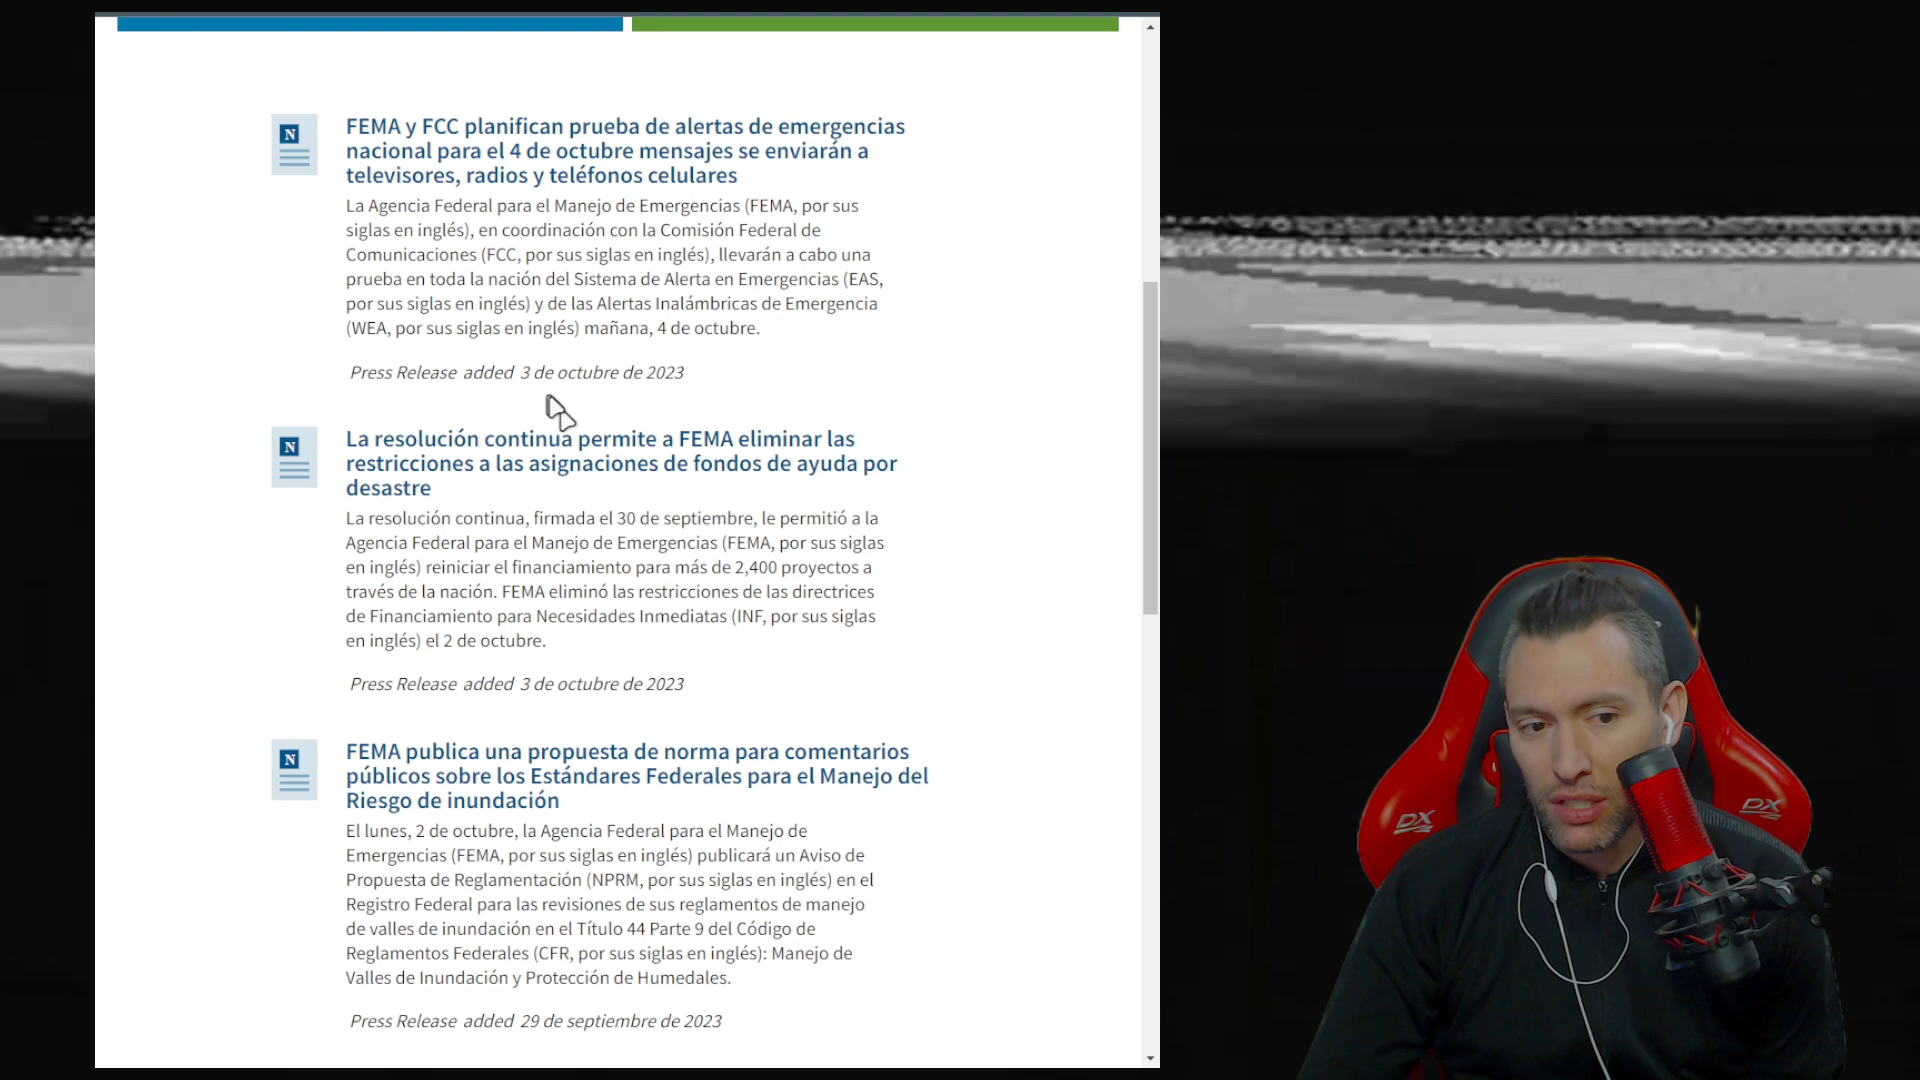 N
FEMA y FCC planifican prueba de alertas de emergencias
nacional para el 4 de octubre mensajes se enviarán a
televisores, radios y teléfonos celulares
La Agencia Federal para el Manejo de Emergencias (FEMA, por sus
siglas en inglés), en coordinación con la Comisión Federal de
Comunicaciones (FCC, por sus siglas en inglés), llevarán a cabo una
prueba en toda la nación del Sistema de Alerta en Emergencias (EAS,
por sus siglas en inglés) y de las Alertas Inalámbricas de Emergencia
(WEA, por sus siglas en inglés) mañana, 4 de octubre.
Press Release added 3 de octubre de 2023
N
La resolución continua permite a FEMA eliminar las
restricciones a las asignaciones de fondos de ayuda por
desastre
La resolución continua, firmada el 30 de septiembre, le permitió a la
Agencia Federal para el Manejo de Emergencias (FEMA, por sus siglas
en inglés) reiniciar el financiamiento para más de 2,400 proyectos a
través de la nación. FEMA eliminó las restricciones de las directrices
de Financiamiento para Necesidades Inmediatas (INF, por sus siglas
en inglés) el 2 de octubre.
Press Release added 3 de octubre de 2023
N
FEMA publica una propuesta de norma para comentarios
públicos sobre los Estándares Federales para el Manejo del
Riesgo de inundación
El lunes, 2 de octubre, la Agencia Federal para el Manejo de
Emergencias (FEMA, por sus siglas en inglés) publicará un Aviso de
Propuesta de Reglamentación (NPRM, por sus siglas en inglés) en el
Registro Federal para las revisiones de sus reglamentos de manejo
de valles de inundación en el Título 44 Parte 9 del Código de
Reglamentos Federales (CFR, por sus siglas en inglés): Manejo de
Valles de Inundación y Protección de Humedales.
Press Release added 29 de septiembre de 2023
DX
DX